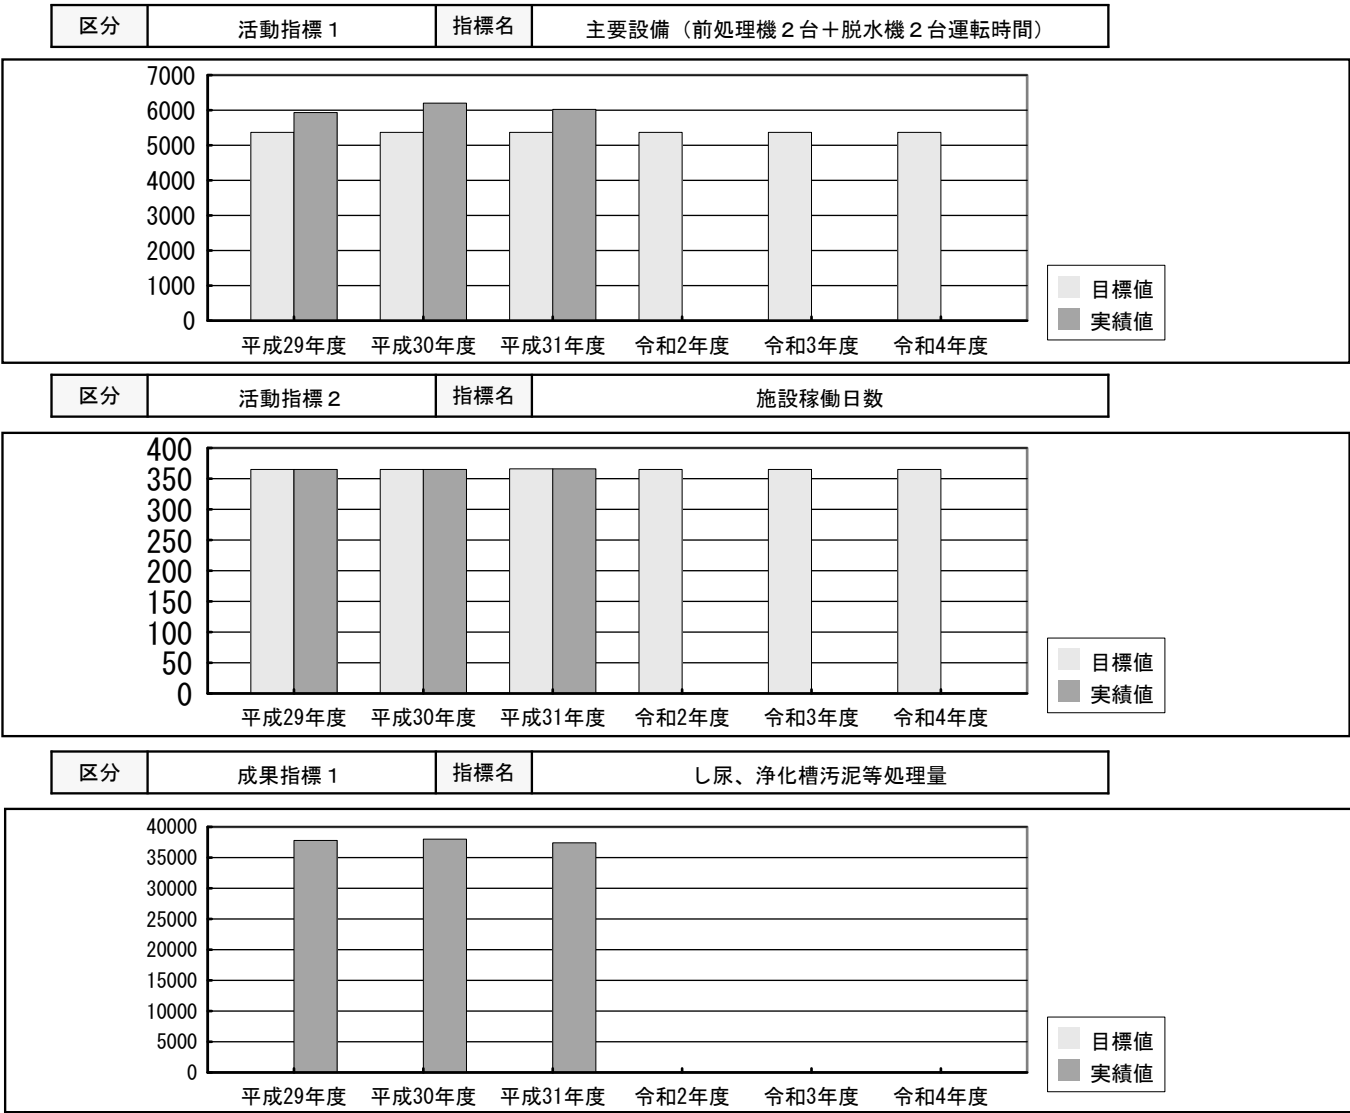 区分 活動指標１ 指標名 主要設備（前処理機２台＋脱水機２台運転時間）
7000
6000
5000
4000
3000
2000
1000
0
平成29年度 平成30年度 平成31年度 令和2年度 令和3年度 令和4年度
目標値
実績値
区分 活動指標２ 指標名 施設稼働日数
400
350
300
250
200
150
100
50
0
平成29年度 平成30年度 平成31年度 令和2年度 令和3年度 令和4年度
目標値
実績値
区分 成果指標１ 指標名 し尿、浄化槽汚泥等処理量
40000
35000
30000
25000
20000
15000
10000
5000
0
平成29年度 平成30年度 平成31年度 令和2年度 令和3年度 令和4年度
目標値
実績値